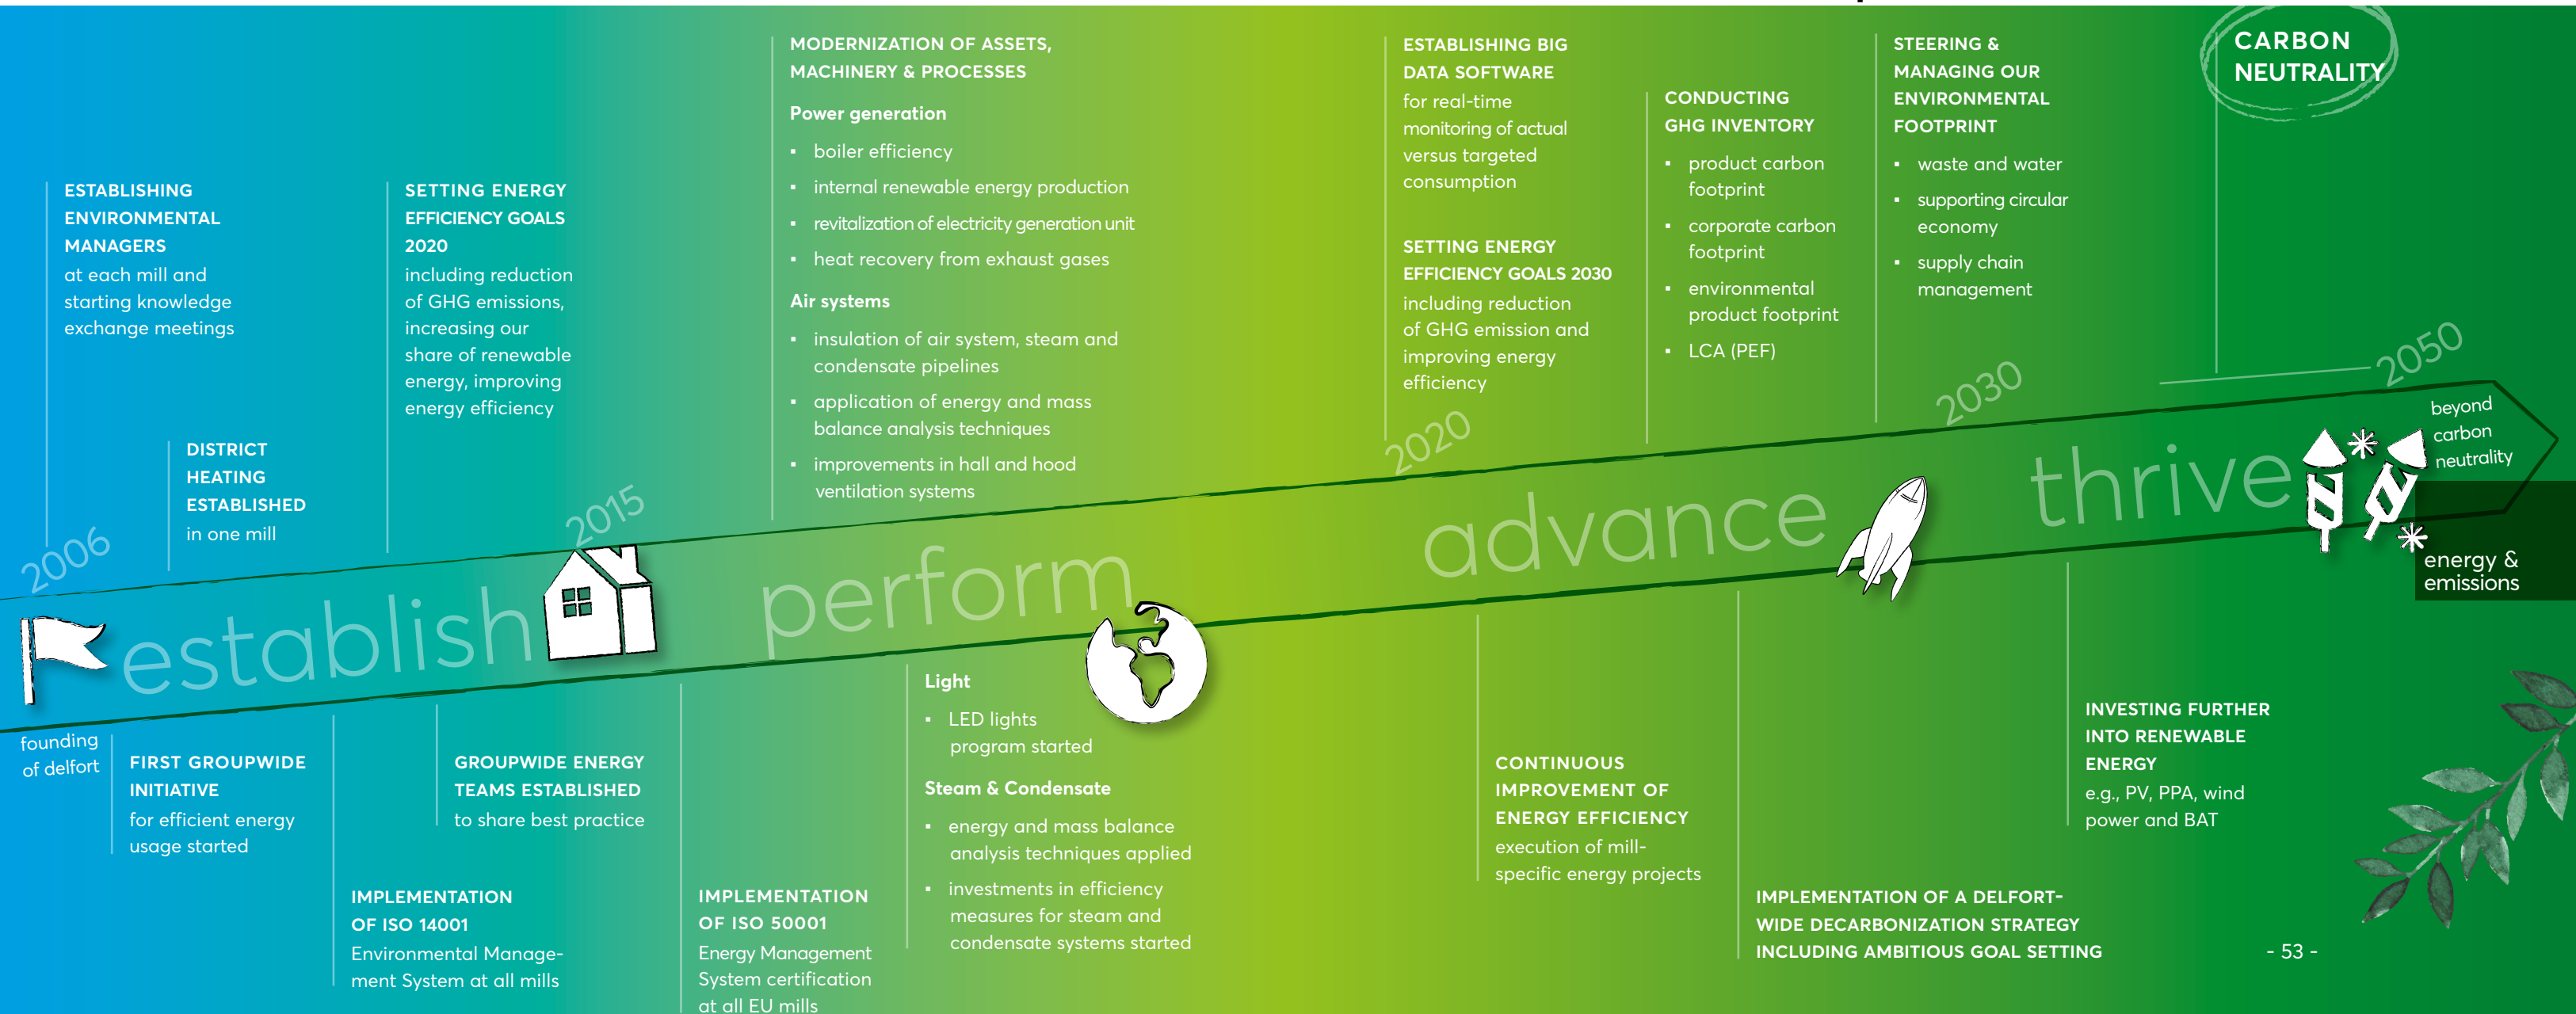 ESTABLISHING
ENVIRONMENTAL
MANAGERS
at each mill and
starting knowledge
exchange meetings
DISTRICT
HEATING
ESTABLISHED
in one mill
SETTING ENERGY
EFFICIENCY GOALS
2020
including reduction
of GHG emissions,
increasing our
share of renewable
energy, improving
energy efficiency
MODERNIZATION OF ASSETS,
MACHINERY & PROCESSES
Power generation
▪ boiler efficiency
▪ internal renewable energy production
▪ revitalization of electricity generation unit
▪ heat recovery from exhaust gases
Air systems
▪ insulation of air system, steam and
condensate pipelines
▪ application of energy and mass
balance analysis techniques
▪ improvements in hall and hood
ventilation systems
ESTABLISHING BIG
DATA SOFTWARE
for real-time
monitoring of actual
versus targeted
consumption
SETTING ENERGY
EFFICIENCY GOALS 2030
including reduction
of GHG emission and
improving energy
efficiency
CONDUCTING
GHG INVENTORY
▪ product carbon
footprint
▪ corporate carbon
footprint
▪ environmental
product footprint
▪ LCA (PEF)
STEERING &
MANAGING OUR
ENVIRONMENTAL
FOOTPRINT
▪ waste and water
▪ supporting circular
economy
▪ supply chain
management
CARBON
NEUTRALITY
2006
2015
2020
2030
2050
establish
perform
advance
thrive
beyond
carbon
neutrality
energy &
emissions
founding
of delfort
FIRST GROUPWIDE
INITIATIVE
for efficient energy
usage started
IMPLEMENTATION
OF ISO 14001
Environmental Manage-
ment System at all mills
GROUPWIDE ENERGY
TEAMS ESTABLISHED
to share best practice
IMPLEMENTATION
OF ISO 50001
Energy Management
System certification
at all EU mills
Light
▪ LED lights
program started
Steam & Condensate
▪ energy and mass balance
analysis techniques applied
▪ investments in efficiency
measures for steam and
condensate systems started
CONTINUOUS
IMPROVEMENT OF
ENERGY EFFICIENCY
execution of mill-
specific energy projects
IMPLEMENTATION OF A DELFORT-
WIDE DECARBONIZATION STRATEGY
INCLUDING AMBITIOUS GOAL SETTING
INVESTING FURTHER
INTO RENEWABLE
ENERGY
e.g., PV, PPA, wind
power and BAT
- 53 -